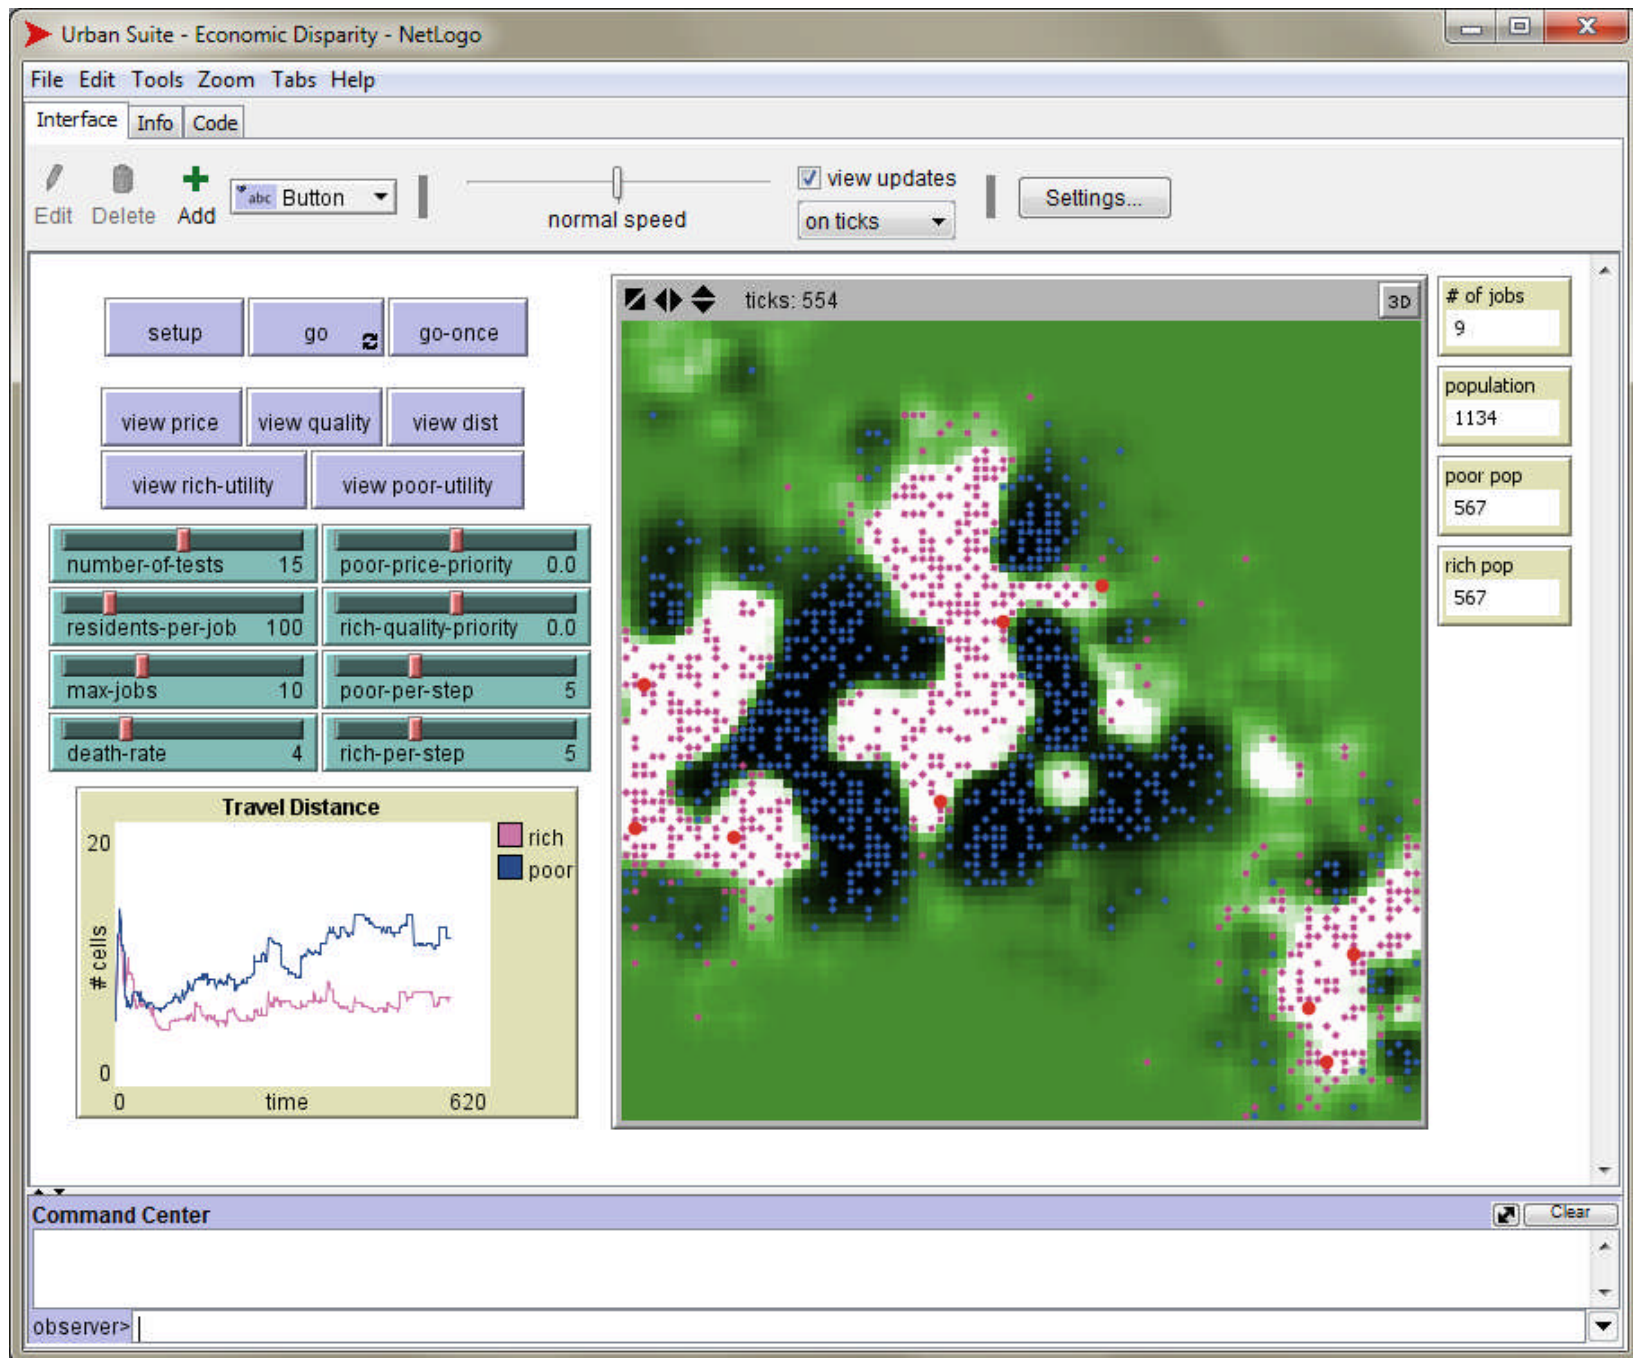 Urban Suite - Economic Disparity - NetLogo
File Edit Tools Zoom Tabs Help
Interface Info Code
Edit Delete Add abc Button normal speed view updates on ticks Settings...
setup go go-once
view price view quality view dist
view rich-utility view poor-utility
number-of-tests 15 poor-price-priority 0.0
residents-per-job 100 rich-quality-priority 0.0
max-jobs 10 poor-per-step 5
death-rate 4 rich-per-step 5
Travel Distance
20
# cells
0
0 time 620
rich
poor
ticks: 554 3D
# of jobs
9
population
1134
poor pop
567
rich pop
567
Command Center Clear
observer>